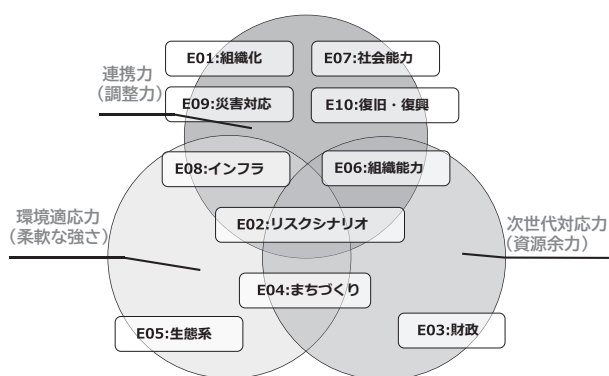 E01:組織化
E07:社会能力
連携力
（調整力）
E09:災害対応
E10:復旧・復興
E08:インフラ
E06:組織能力
E02:リスクシナリオ
環境適応力
（柔軟な強さ）
次世代対応力
（資源余力）
E04:まちづくり
E05:生態系
E03:財政